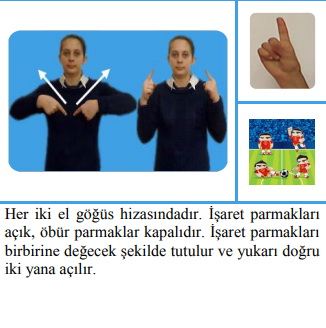 Her iki el göğüs hizasındadır. İşaret parmakları
açık, öbür parmaklar kapalıdır. İşaret parmakları
birbirine değecek şekilde tutulur ve yukarı doğru
iki yana açılır.